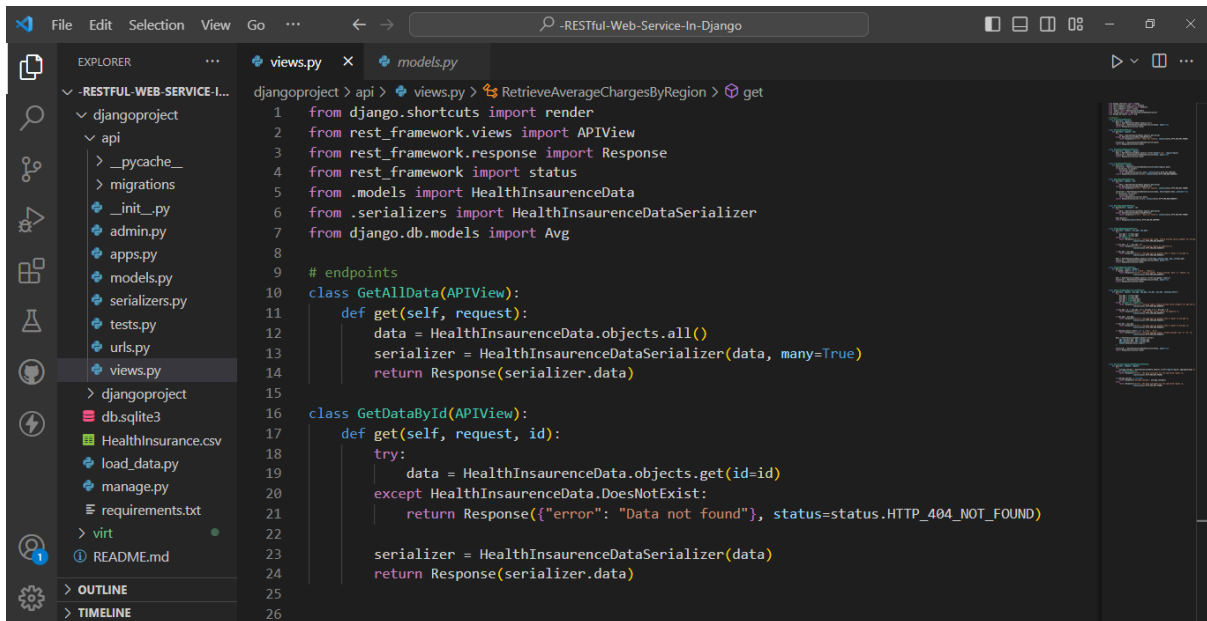 File Edit Selection View Go ··· ← → -RESTful-Web-Service-In-Django
EXPLORER ···
-RESTFUL-WEB-SERVICE-I...
djangoproject
api
__pycache__
migrations
__init__.py
admin.py
apps.py
models.py
serializers.py
tests.py
urls.py
views.py
djangoproject
db.sqlite3
HealthInsurance.csv
load_data.py
manage.py
requirements.txt
virt
README.md
OUTLINE
TIMELINE
1
views.py models.py
djangoproject > api > views.py > RetrieveAverageChargesByRegion > get
1 from django.shortcuts import render
2 from rest_framework.views import APIView
3 from rest_framework.response import Response
4 from rest_framework import status
5 from .models import HealthInsaurenceData
6 from .serializers import HealthInsaurenceDataSerializer
7 from django.db.models import Avg
8
9 # endpoints
10 class GetAllData(APIView):
11 def get(self, request):
12 data = HealthInsaurenceData.objects.all()
13 serializer = HealthInsaurenceDataSerializer(data, many=True)
14 return Response(serializer.data)
15
16 class GetDataById(APIView):
17 def get(self, request, id):
18 try:
19 data = HealthInsaurenceData.objects.get(id=id)
20 except HealthInsaurenceData.DoesNotExist:
21 return Response({"error": "Data not found"}, status=status.HTTP_404_NOT_FOUND)
22
23 serializer = HealthInsaurenceDataSerializer(data)
24 return Response(serializer.data)
25
26